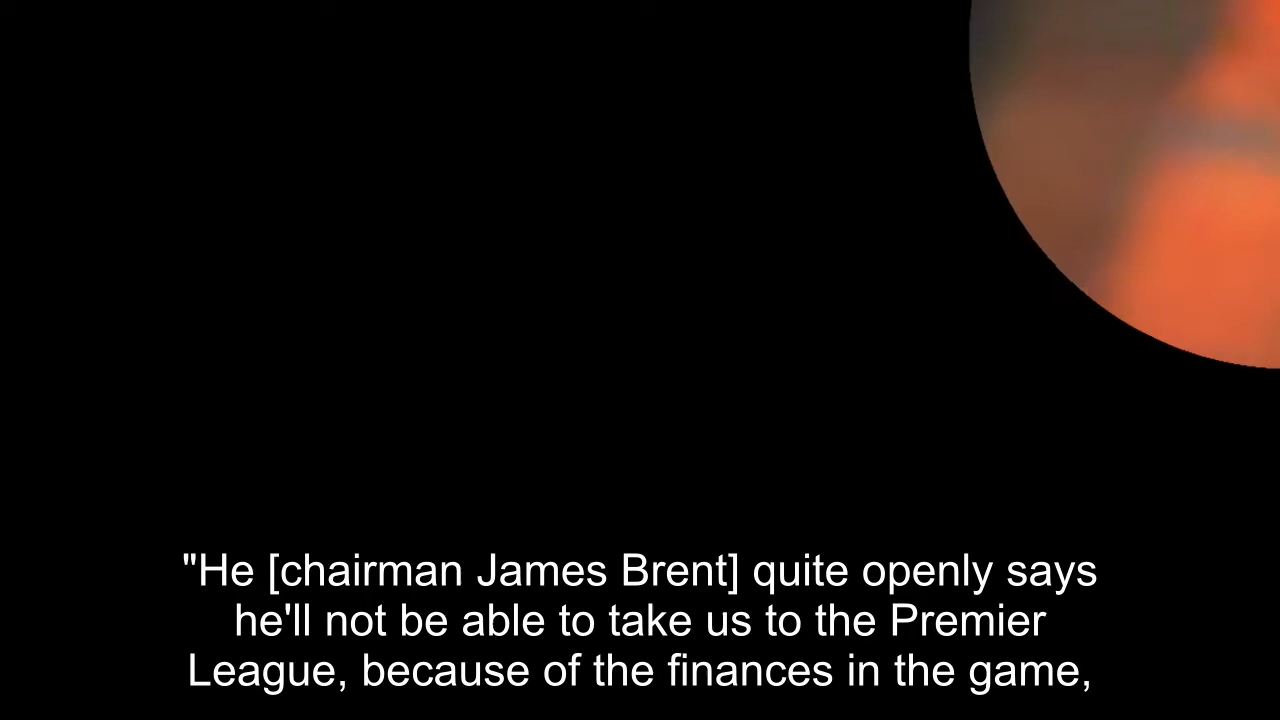 "He [chairman James Brent] quite openly says
he'll not be able to take us to the Premier
League, because of the finances in the game,